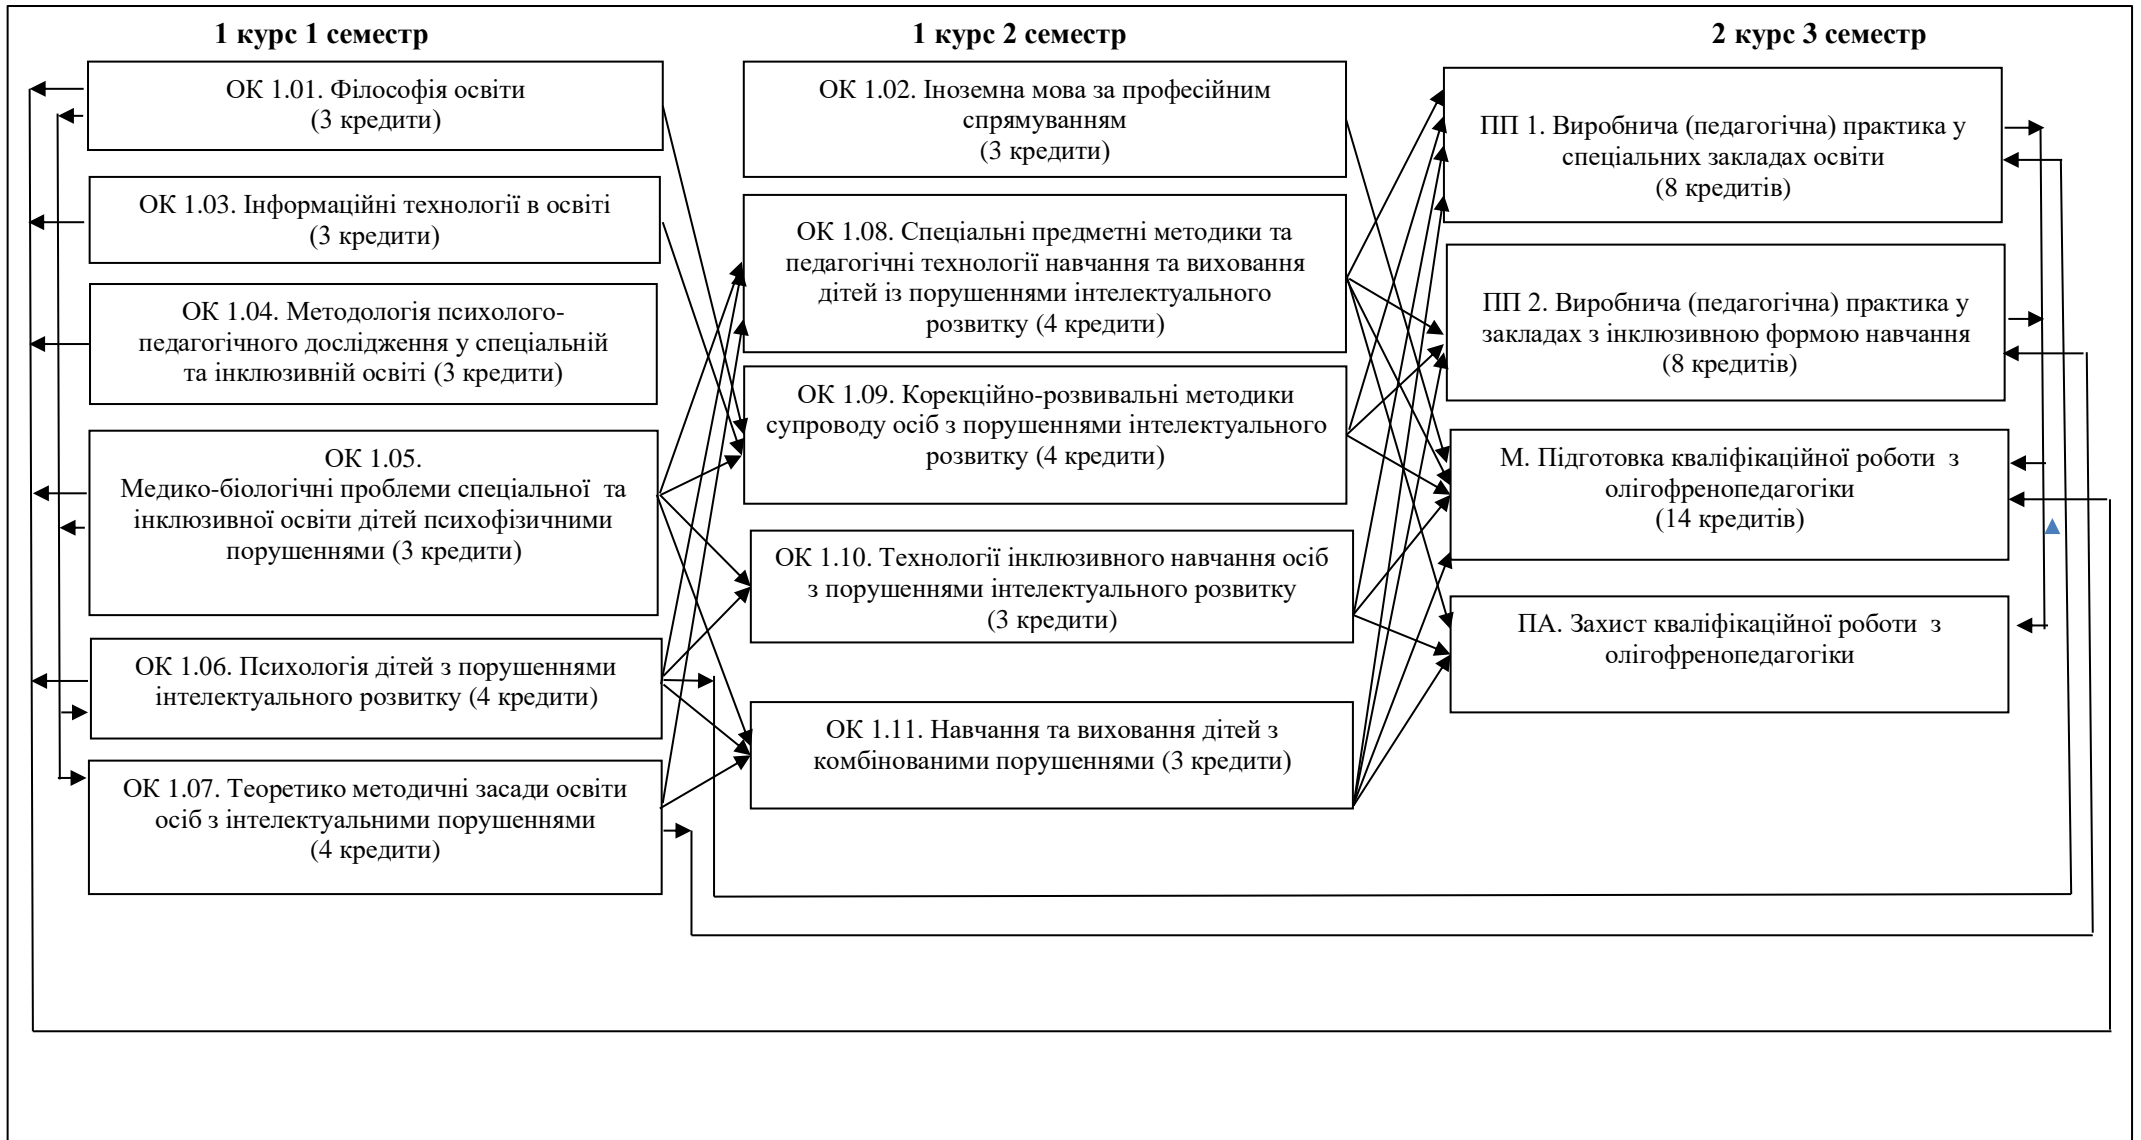 1 курс 1 семестр
ОК 1.01. Філософія освіти
(3 кредити)
ОК 1.03. Інформаційні технології в освіті
(3 кредити)
ОК 1.04. Методологія психолого-
педагогічного дослідження у спеціальній
та інклюзивній освіті (3 кредити)
ОК 1.05.
Медико-біологічні проблеми спеціальної та
інклюзивної освіти дітей психофізичними
порушеннями (3 кредити)
ОК 1.06. Психологія дітей з порушеннями
інтелектуального розвитку (4 кредити)
ОК 1.07. Теоретико методичні засади освіти
осіб з інтелектуальними порушеннями
(4 кредити)
1 курс 2 семестр
ОК 1.02. Іноземна мова за професійним
спрямуванням
(3 кредити)
ОК 1.08. Спеціальні предметні методики та
педагогічні технології навчання та виховання
дітей із порушеннями інтелектуального
розвитку (4 кредити)
ОК 1.09. Корекційно-розвивальні методики
супроводу осіб з порушеннями інтелектуального
розвитку (4 кредити)
ОК 1.10. Технології інклюзивного навчання осіб
з порушеннями інтелектуального розвитку
(3 кредити)
ОК 1.11. Навчання та виховання дітей з
комбінованими порушеннями (3 кредити)
2 курс 3 семестр
ПП 1. Виробнича (педагогічна) практика у
спеціальних закладах освіти
(8 кредитів)
ПП 2. Виробнича (педагогічна) практика у
закладах з інклюзивною формою навчання
(8 кредитів)
М. Підготовка кваліфікаційної роботи з
олігофренопедагогіки
(14 кредитів)
ПА. Захист кваліфікаційної роботи з
олігофренопедагогіки